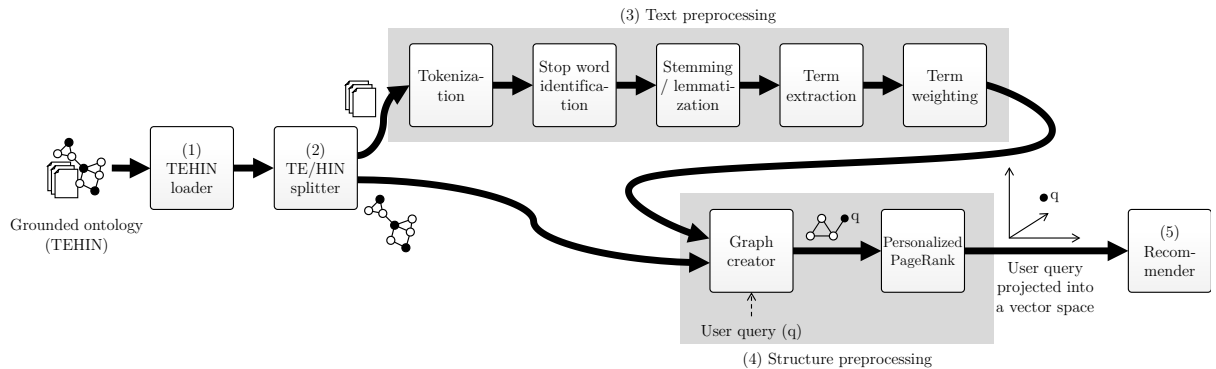 (3) Text preprocessing
Tokeniza-
tion
Stop word
identifica-
tion
Stemming
/ lemmati-
zation
Term
extraction
Term
weighting
(1)
TEHIN
loader
(2)
TE/HIN
splitter
Grounded ontology
(TEHIN)
Graph
creator
q
Personalized
PageRank
q
User query
projected into
a vector space
(5)
Recom-
mender
User query (q)
(4) Structure preprocessing